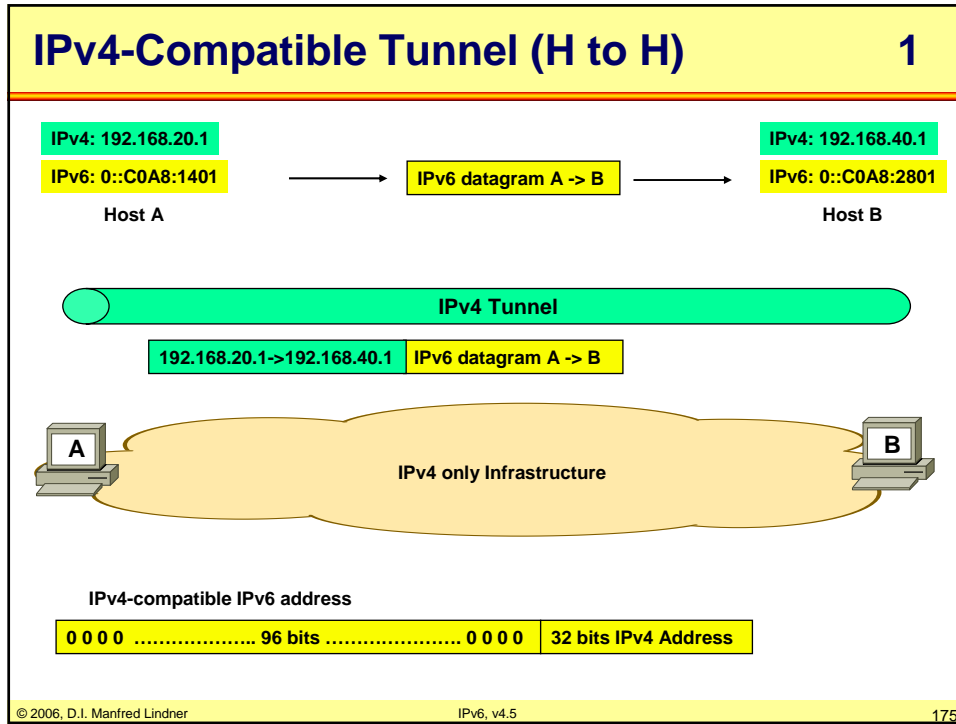 IPv4-Compatible Tunnel (H to H) 1
IPv4: 192.168.20.1
IPv4: 192.168.40.1
IPv6: 0::C0A8:1401
IPv6 datagram A -> B
IPv6: 0::C0A8:2801
Host A
Host B
IPv4 Tunnel
192.168.20.1->192.168.40.1 IPv6 datagram A -> B
A
B
IPv4 only Infrastructure
IPv4-compatible IPv6 address
0 0 0 0 ……………….. 96 bits …………………. 0 0 0 0 32 bits IPv4 Address
© 2006, D.I. Manfred Lindner
IPv6, v4.5
175